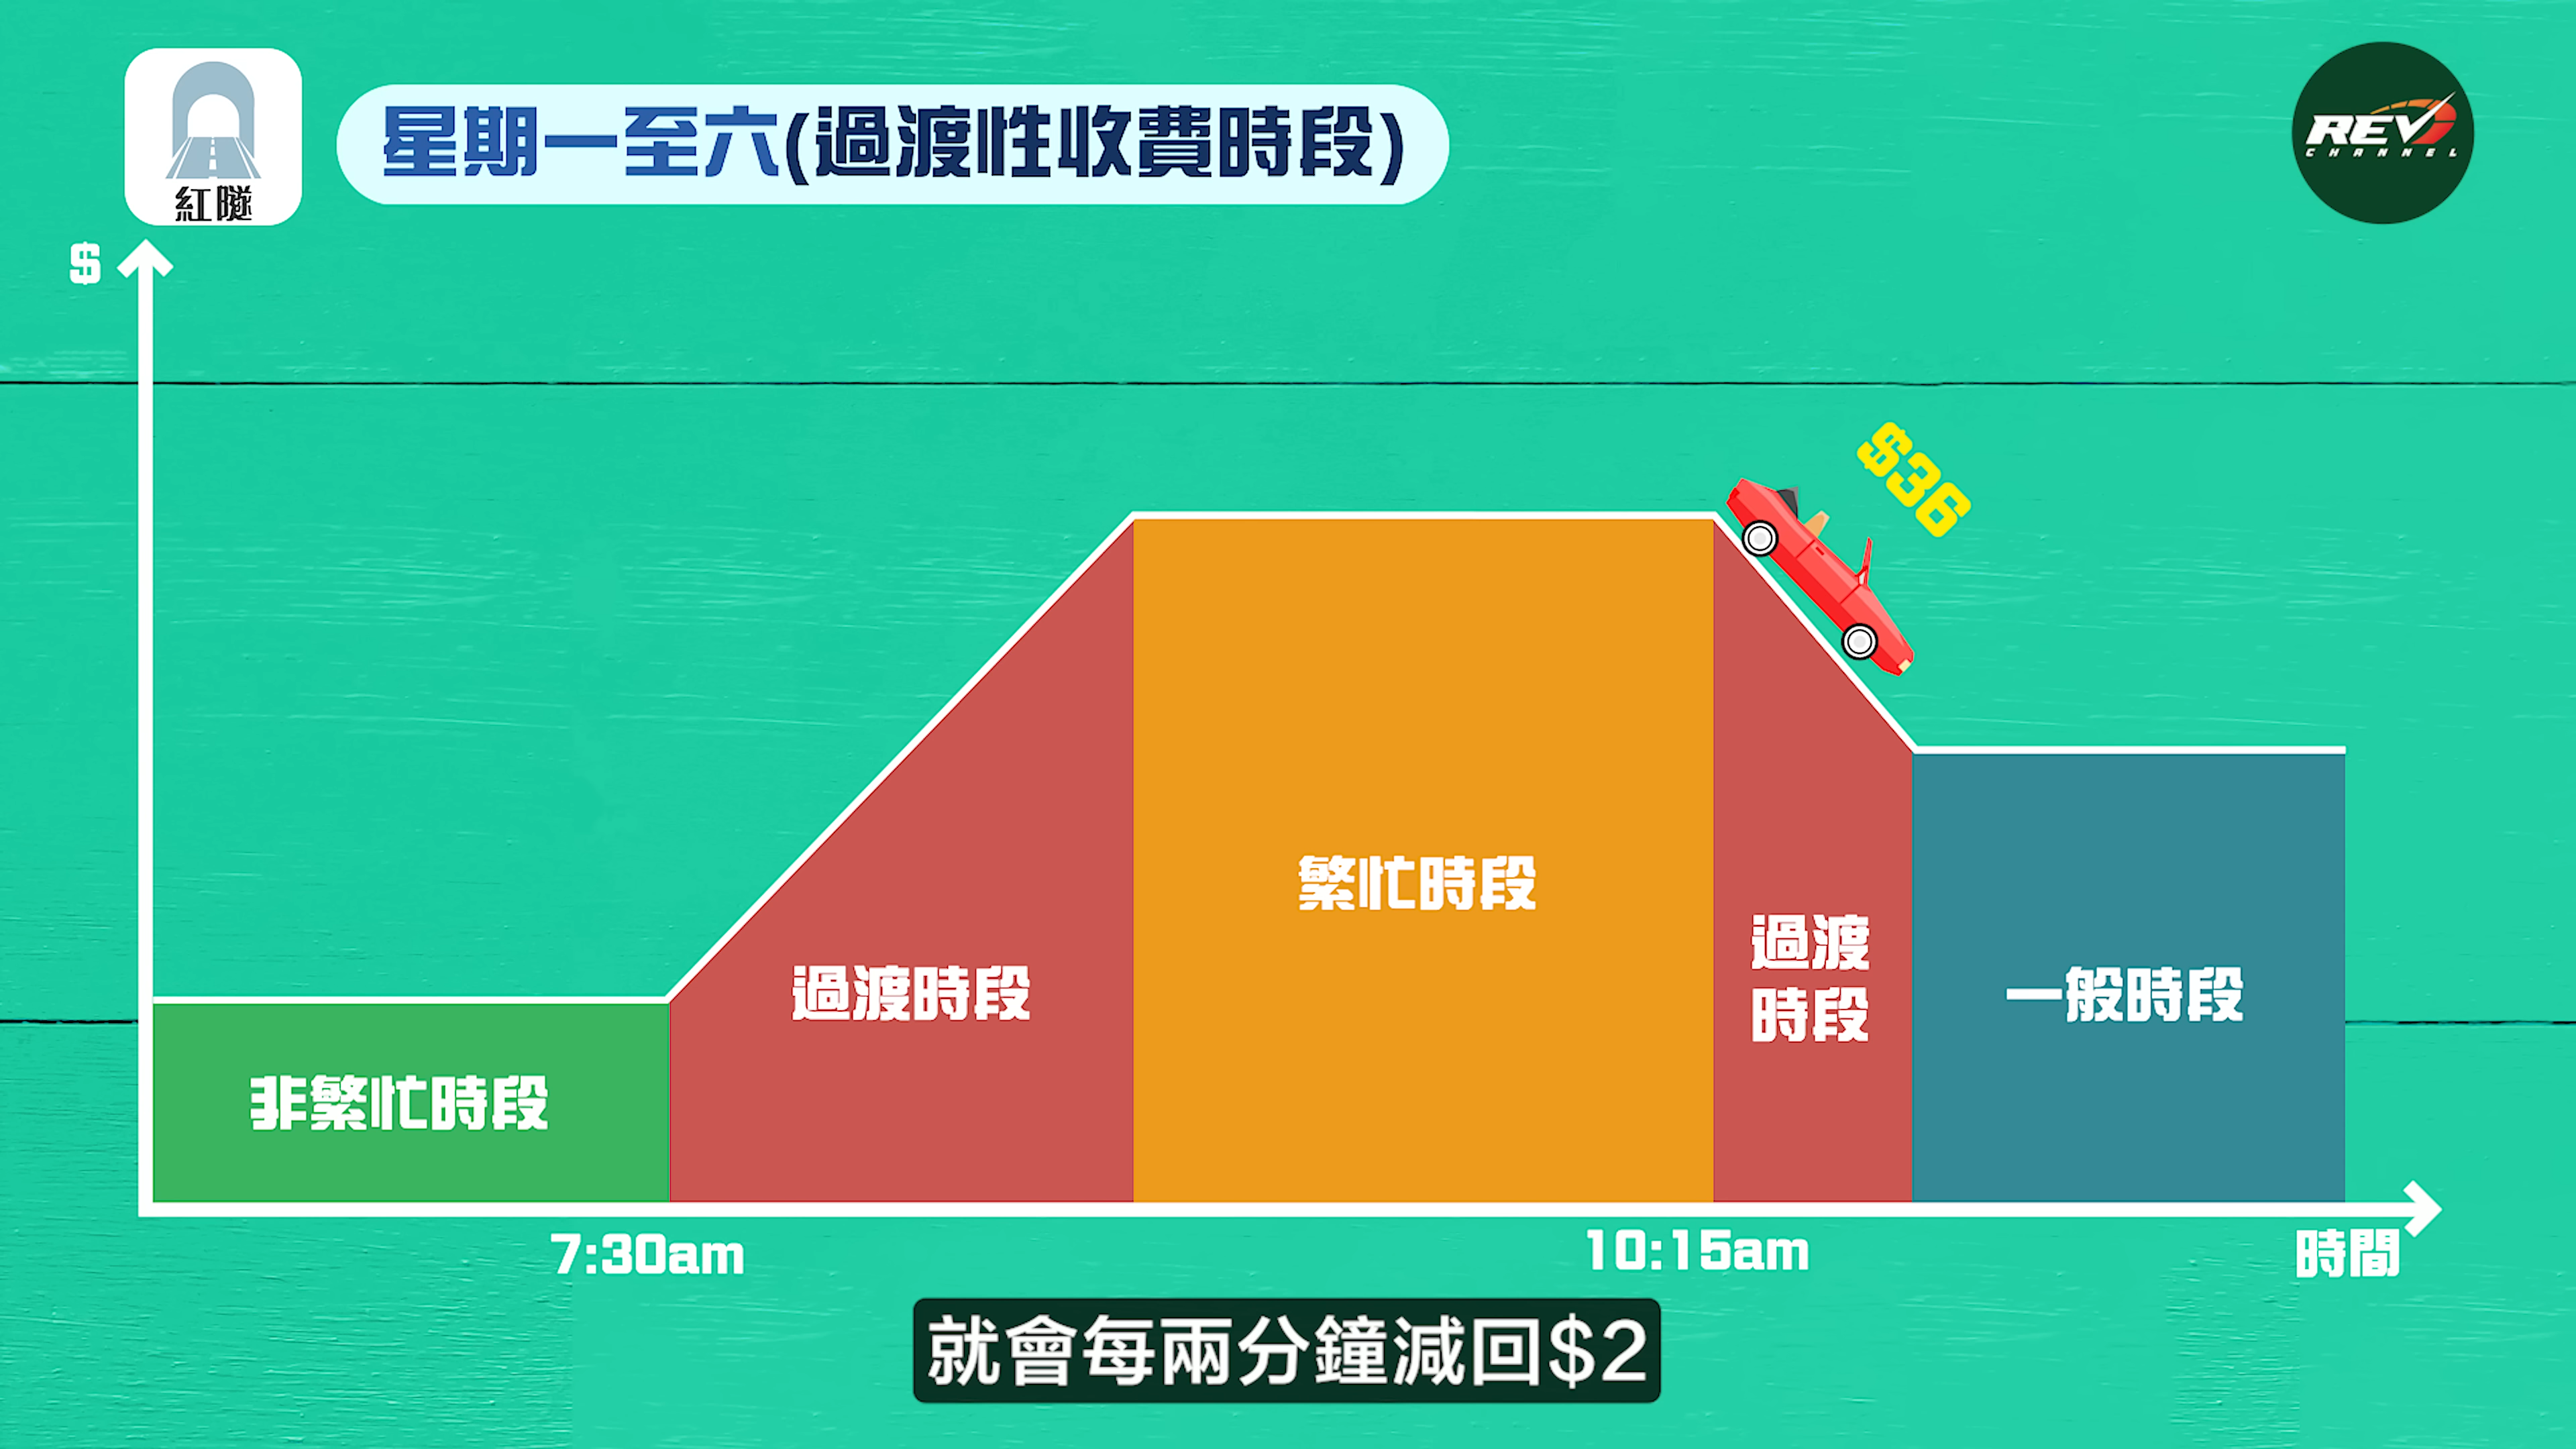 紅隧
星期一至六(過渡性收費時段)
REV
CHANNEL
$
$36
繁忙時段
過渡時段
過渡
時段
一般時段
非繁忙時段
7:30am
10:15am
時間
就會每兩分鐘減回$2